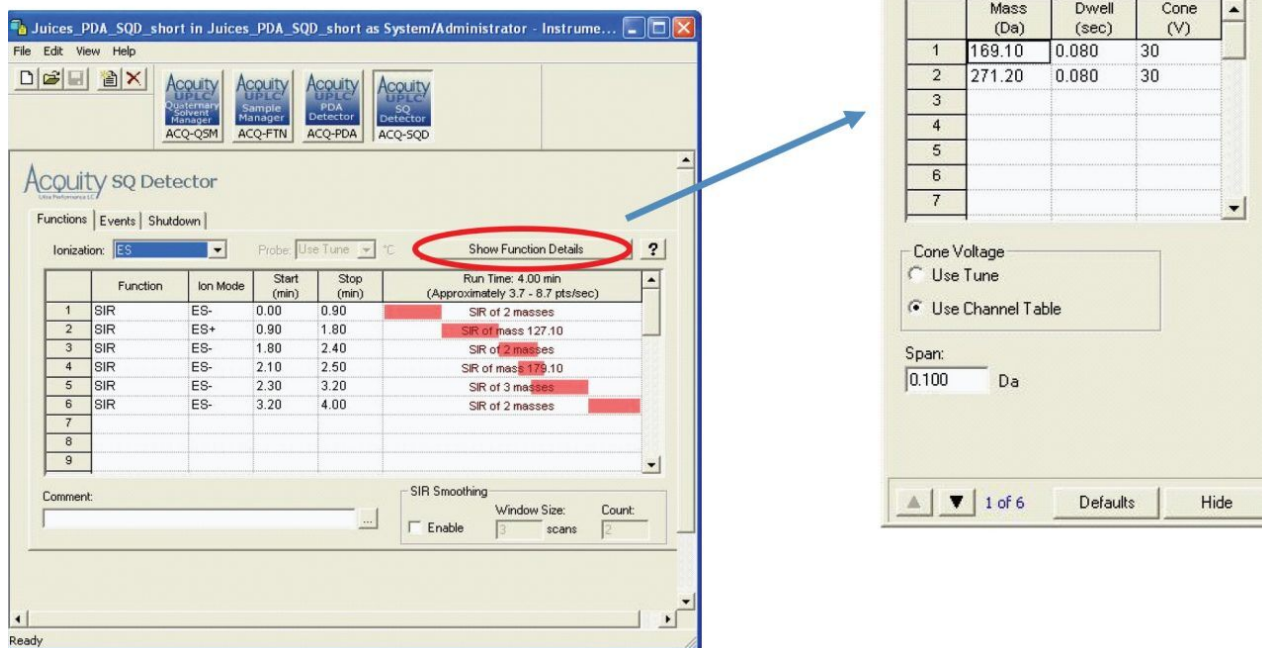 Juices_PDA_SQD_short in Juices_PDA_SQD_short as System/Administrator - Instrume...
File Edit View Help
Acquity UPLC Quaternary Solvent Manager
ACQ-QSM
Acquity UPLC Sample Manager
ACQ-FTN
Acquity UPLC PDA Detector
ACQ-PDA
Acquity UPLC SQ Detector
ACQ-SQD
Acquity SQ Detector
Ultra Performance LC
Functions Events Shutdown
Ionization: ES Probe: Use Tune °C Show Function Details ?
Function Ion Mode Start (min) Stop (min) Run Time: 4.00 min (Approximately 3.7 - 8.7 pts/sec)
1 SIR ES- 0.00 0.90 SIR of 2 masses
2 SIR ES+ 0.90 1.80 SIR of mass 127.10
3 SIR ES- 1.80 2.40 SIR of 2 masses
4 SIR ES- 2.10 2.50 SIR of mass 179.10
5 SIR ES- 2.30 3.20 SIR of 3 masses
6 SIR ES- 3.20 4.00 SIR of 2 masses
7
8
9
Comment: ...
SIR Smoothing
Window Size: Count:
Enable 3 scans 2
Ready
Mass (Da) Dwell (sec) Cone (V)
1 169.10 0.080 30
2 271.20 0.080 30
3
4
5
6
7
Cone Voltage
Use Tune
Use Channel Table
Span:
0.100 Da
1 of 6 Defaults Hide